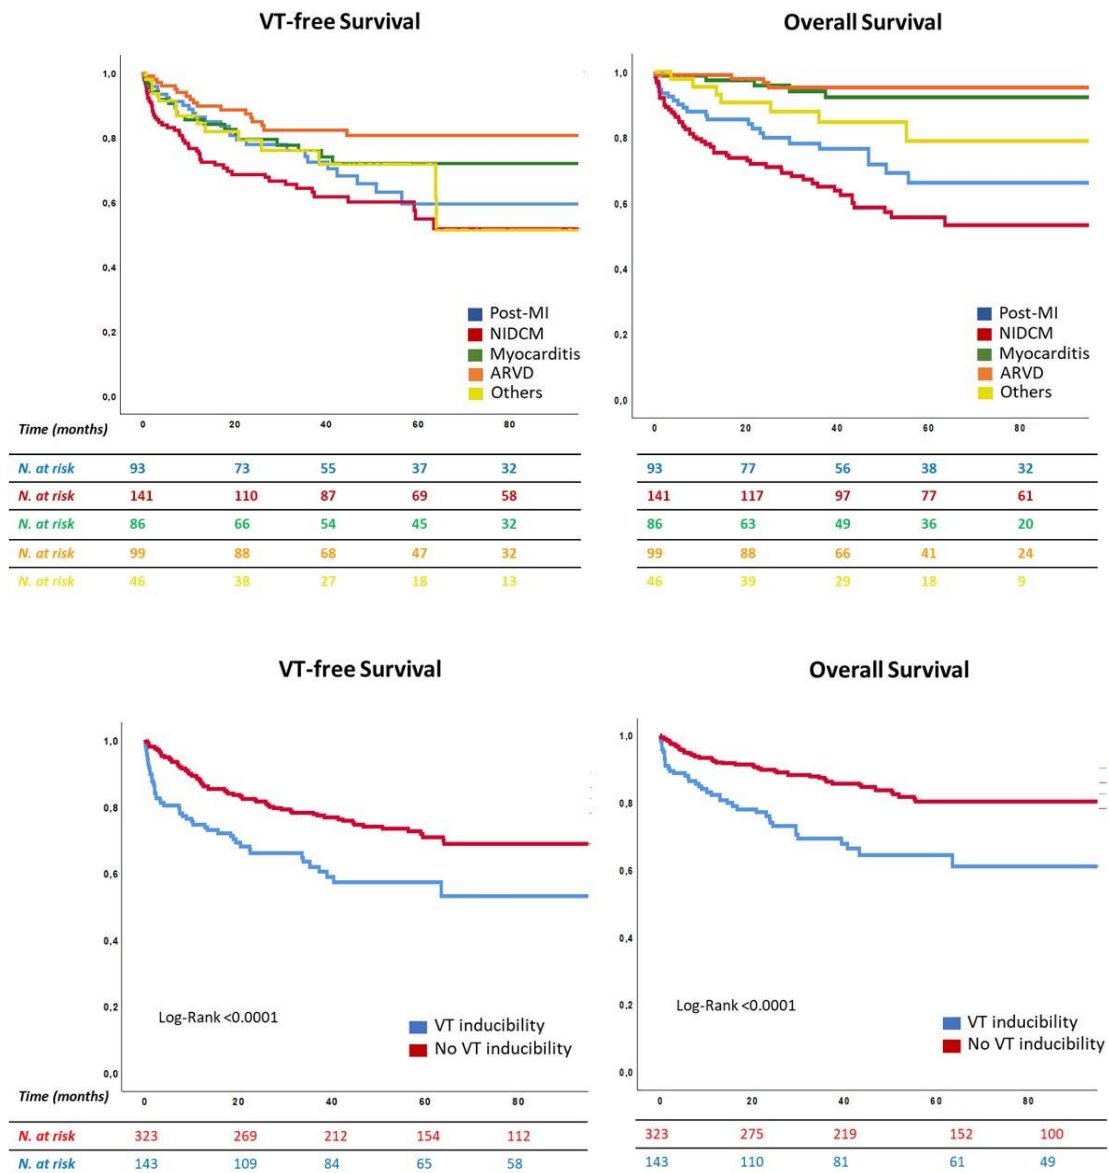 VT-free Survival
Overall Survival
1,0
0,8
0,6
0,4
0,2
0,0
0 20 40 60 80
Post-MI
NIDCM
Myocarditis
ARVD
Others
1,0
0,8
0,6
0,4
0,2
0,0
0 20 40 60 80
Post-MI
NIDCM
Myocarditis
ARVD
Others
Time (months)
N. at risk 93 73 55 37 32 93 77 56 38 32
N. at risk 141 110 87 69 58 141 117 97 77 61
N. at risk 86 66 54 45 32 86 63 49 36 20
N. at risk 99 88 68 47 32 99 88 66 41 24
N. at risk 46 38 27 18 13 46 39 29 18 9
VT-free Survival
Overall Survival
1,0
0,8
0,6
0,4
0,2
0,0
Log-Rank <0.0001
VT inducibility
No VT inducibility
0 20 40 60 80
1,0
0,8
0,6
0,4
0,2
0,0
Log-Rank <0.0001
VT inducibility
No VT inducibility
0 20 40 60 80
Time (months)
N. at risk 323 269 212 154 112 323 275 219 152 100
N. at risk 143 109 84 65 58 143 110 81 61 49